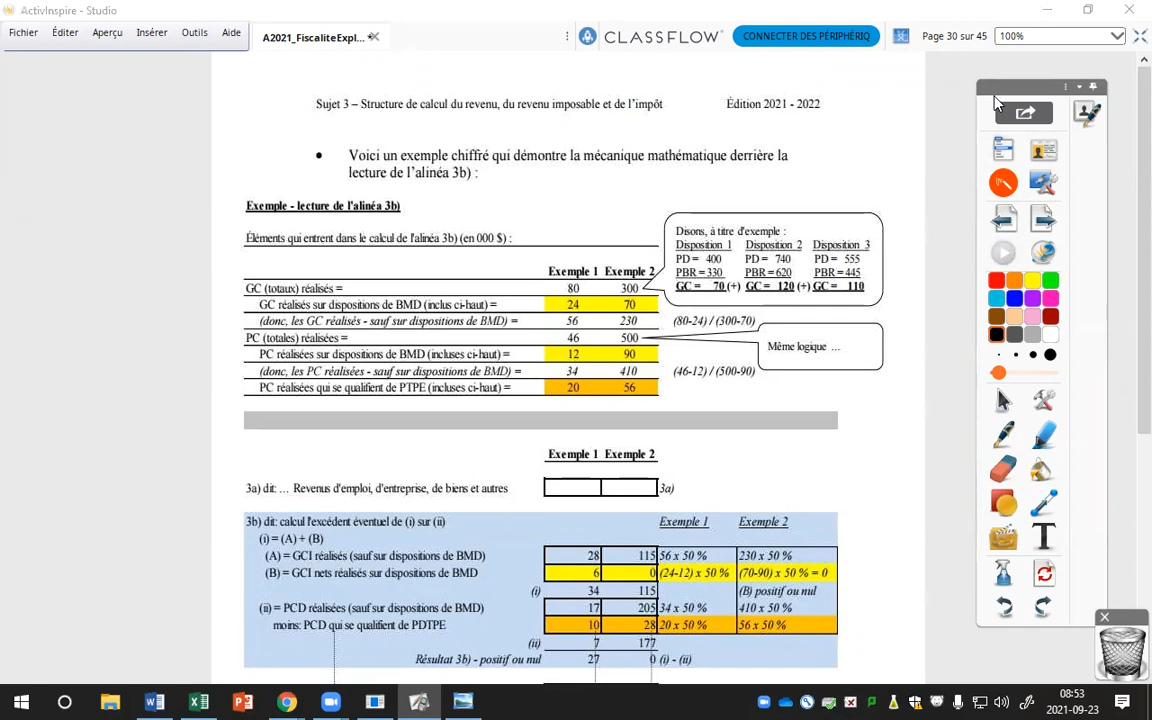 ActivInspire - Studio
Fichier Éditer Aperçu Insérer Outils Aide
A2021_FiscaliteExpl...
CLASSFLOW
CONNECTER DES PÉRIPHÉRIQ
Page 30 sur 45
100%
Sujet 3 – Structure de calcul du revenu, du revenu imposable et de l'impôt Édition 2021 - 2022
• Voici un exemple chiffré qui démontre la mécanique mathématique derrière la
lecture de l'alinéa 3b) :
Exemple - lecture de l'alinéa 3b)
Éléments qui entrent dans le calcul de l'alinéa 3b) (en 000 $) :
Disons, à titre d'exemple :
Disposition 1 Disposition 2 Disposition 3
PD = 400 PD = 740 PD = 555
PBR = 330 PBR = 620 PBR = 445
GC = 70 (+) GC = 120 (+) GC = 110
Exemple 1 Exemple 2
GC (totaux) réalisés = 80 300
GC réalisés sur dispositions de BMD (inclus ci-haut) = 24 70
(donc, les GC réalisés - sauf sur dispositions de BMD) = 56 230 (80-24) / (300-70)
PC (totales) réalisées = 46 500
Même logique ...
PC réalisées sur dispositions de BMD (incluses ci-haut) = 12 90
(donc, les PC réalisées - sauf sur dispositions de BMD) = 34 410 (46-12) / (500-90)
PC réalisées qui se qualifient de PTPE (incluses ci-haut) = 20 56
Exemple 1 Exemple 2
3a) dit: ... Revenus d'emploi, d'entreprise, de biens et autres 3a)
3b) dit: calcul l'excédent éventuel de (i) sur (ii) Exemple 1 Exemple 2
(i) = (A) + (B)
(A) = GCI réalisés (sauf sur dispositions de BMD) 28 115 56 x 50 % 230 x 50 %
(B) = GCI nets réalisés sur dispositions de BMD 6 0 (24-12) x 50 % (70-90) x 50 % = 0
(i) 34 115 (B) positif ou nul
(ii) = PCD réalisées (sauf sur dispositions de BMD) 17 205 34 x 50 % 410 x 50 %
moins: PCD qui se qualifient de PDTPE 10 28 20 x 50 % 56 x 50 %
(ii) 7 177
Résultat 3b) - positif ou nul 27 0 (i) - (ii)
08:53
2021-09-23